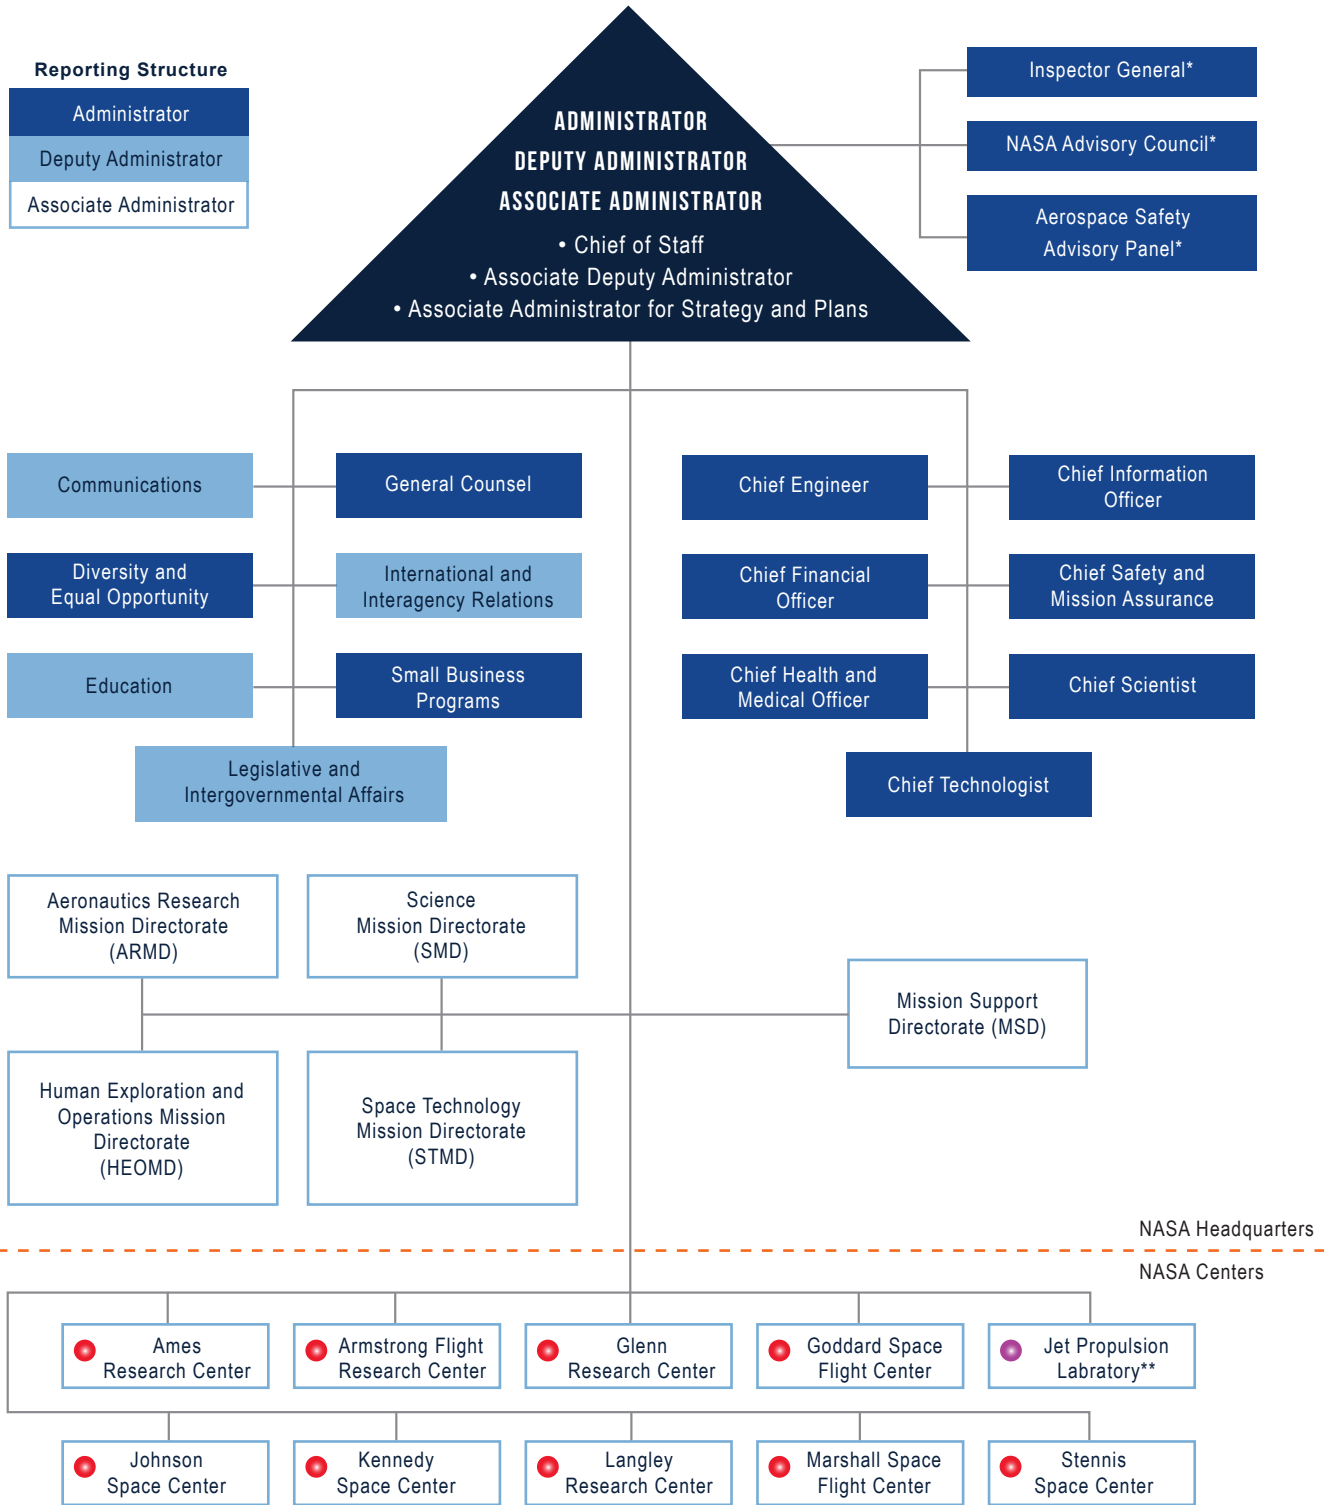 Reporting Structure
Administrator
Deputy Administrator
Associate Administrator
ADMINISTRATOR
DEPUTY ADMINISTRATOR
ASSOCIATE ADMINISTRATOR
• Chief of Staff
• Associate Deputy Administrator
• Associate Administrator for Strategy and Plans
Inspector General*
NASA Advisory Council*
Aerospace Safety
Advisory Panel*
Communications
General Counsel
Diversity and
Equal Opportunity
International and
Interagency Relations
Education
Small Business
Programs
Legislative and
Intergovernmental Affairs
Chief Engineer
Chief Information
Officer
Chief Financial
Officer
Chief Safety and
Mission Assurance
Chief Health and
Medical Officer
Chief Scientist
Chief Technologist
Aeronautics Research
Mission Directorate
(ARMD)
Science
Mission Directorate
(SMD)
Mission Support
Directorate (MSD)
Human Exploration and
Operations Mission
Directorate
(HEOMD)
Space Technology
Mission Directorate
(STMD)
NASA Headquarters
NASA Centers
Ames
Research Center
Armstrong Flight
Research Center
Glenn
Research Center
Goddard Space
Flight Center
Jet Propulsion
Labratory**
Johnson
Space Center
Kennedy
Space Center
Langley
Research Center
Marshall Space
Flight Center
Stennis
Space Center